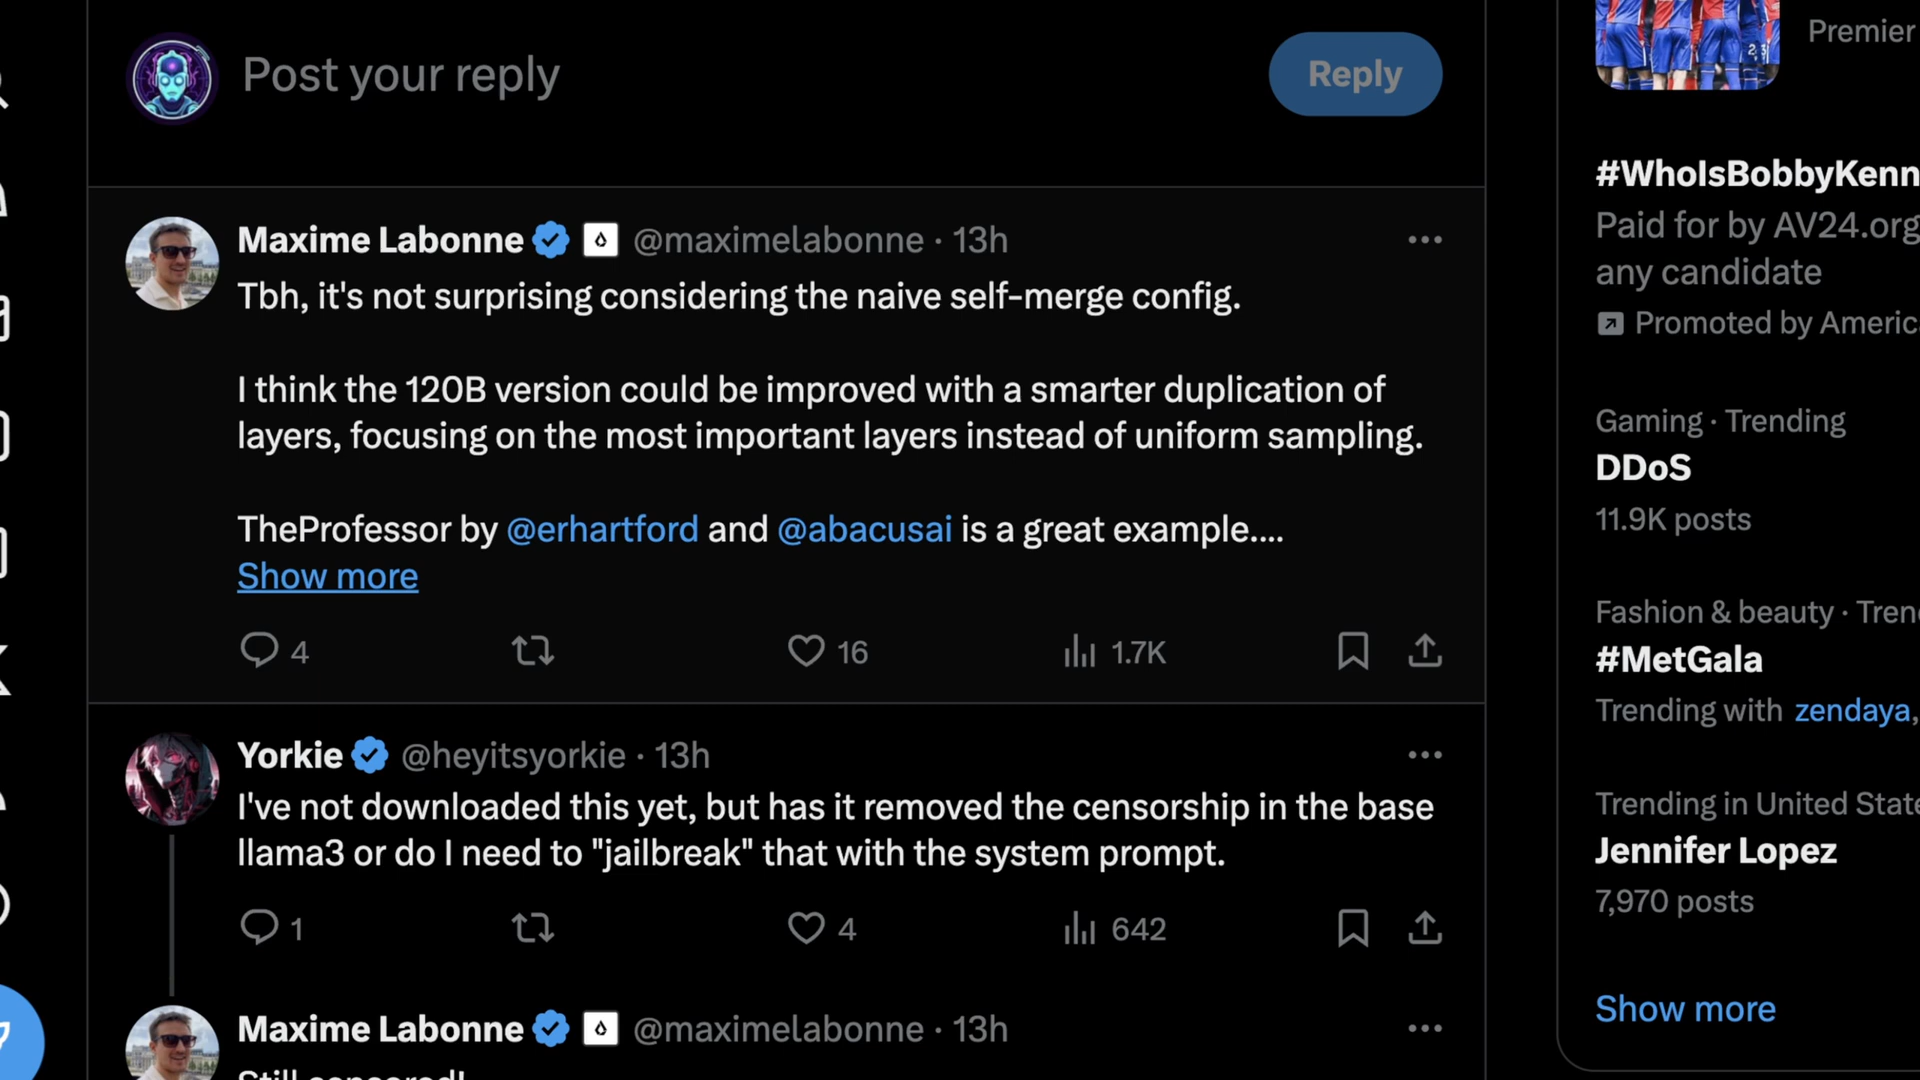 Post your reply
Reply
Maxime Labonne @maximelabonne · 13h
Tbh, it's not surprising considering the naive self-merge config.
I think the 120B version could be improved with a smarter duplication of
layers, focusing on the most important layers instead of uniform sampling.
TheProfessor by @erhartford and @abacusai is a great example....
Show more
4
16
1.7K
Yorkie @heyitsyorkie · 13h
I've not downloaded this yet, but has it removed the censorship in the base
llama3 or do I need to "jailbreak" that with the system prompt.
1
4
642
Maxime Labonne @maximelabonne · 13h
Still censored!
Premier
#WhoIsBobbyKenn
Paid for by AV24.org
any candidate
Promoted by Americ
Gaming · Trending
DDoS
11.9K posts
Fashion & beauty · Tren
#MetGala
Trending with zendaya,
Trending in United State
Jennifer Lopez
7,970 posts
Show more